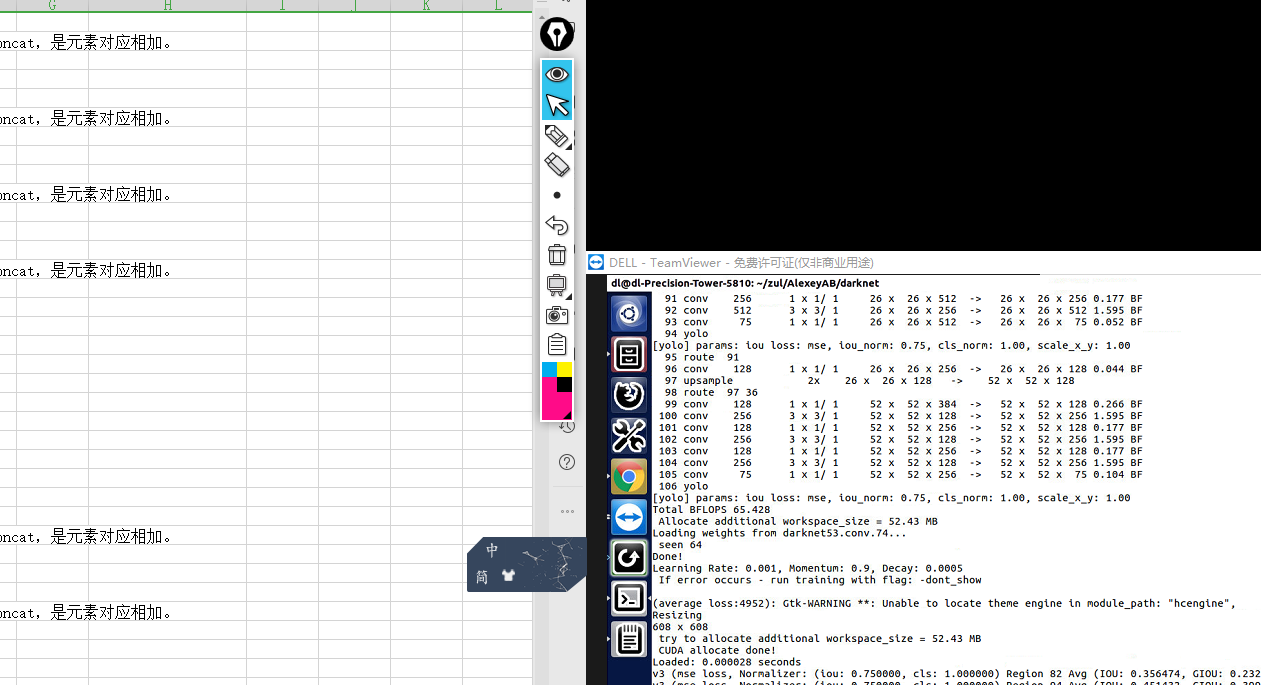 G H I J K L
oncat，是元素对应相加。
oncat，是元素对应相加。
oncat，是元素对应相加。
oncat，是元素对应相加。
oncat，是元素对应相加。
oncat，是元素对应相加。
中
简
DELL - TeamViewer - 免费许可证(仅非商业用途)
dl@dl-Precision-Tower-5810: ~/zul/AlexeyAB/darknet
91 conv 256 1 x 1/ 1 26 x 26 x 512 -> 26 x 26 x 256 0.177 BF
92 conv 512 3 x 3/ 1 26 x 26 x 256 -> 26 x 26 x 512 1.595 BF
93 conv 75 1 x 1/ 1 26 x 26 x 512 -> 26 x 26 x 75 0.052 BF
94 yolo
[yolo] params: iou loss: mse, iou_norm: 0.75, cls_norm: 1.00, scale_x_y: 1.00
95 route 91
96 conv 128 1 x 1/ 1 26 x 26 x 256 -> 26 x 26 x 128 0.044 BF
97 upsample 2x 26 x 26 x 128 -> 52 x 52 x 128
98 route 97 36
99 conv 128 1 x 1/ 1 52 x 52 x 384 -> 52 x 52 x 128 0.266 BF
100 conv 256 3 x 3/ 1 52 x 52 x 128 -> 52 x 52 x 256 1.595 BF
101 conv 128 1 x 1/ 1 52 x 52 x 256 -> 52 x 52 x 128 0.177 BF
102 conv 256 3 x 3/ 1 52 x 52 x 128 -> 52 x 52 x 256 1.595 BF
103 conv 128 1 x 1/ 1 52 x 52 x 256 -> 52 x 52 x 128 0.177 BF
104 conv 256 3 x 3/ 1 52 x 52 x 128 -> 52 x 52 x 256 1.595 BF
105 conv 75 1 x 1/ 1 52 x 52 x 256 -> 52 x 52 x 75 0.104 BF
106 yolo
[yolo] params: iou loss: mse, iou_norm: 0.75, cls_norm: 1.00, scale_x_y: 1.00
Total BFLOPS 65.428
Allocate additional workspace_size = 52.43 MB
Loading weights from darknet53.conv.74...
seen 64
Done!
Learning Rate: 0.001, Momentum: 0.9, Decay: 0.0005
If error occurs - run training with flag: -dont_show
(average loss:4952): Gtk-WARNING **: Unable to locate theme engine in module_path: "hcengine",
Resizing
608 x 608
try to allocate additional workspace_size = 52.43 MB
CUDA allocate done!
Loaded: 0.000028 seconds
v3 (mse loss, Normalizer: (iou: 0.750000, cls: 1.000000) Region 82 Avg (IOU: 0.356474, GIOU: 0.232